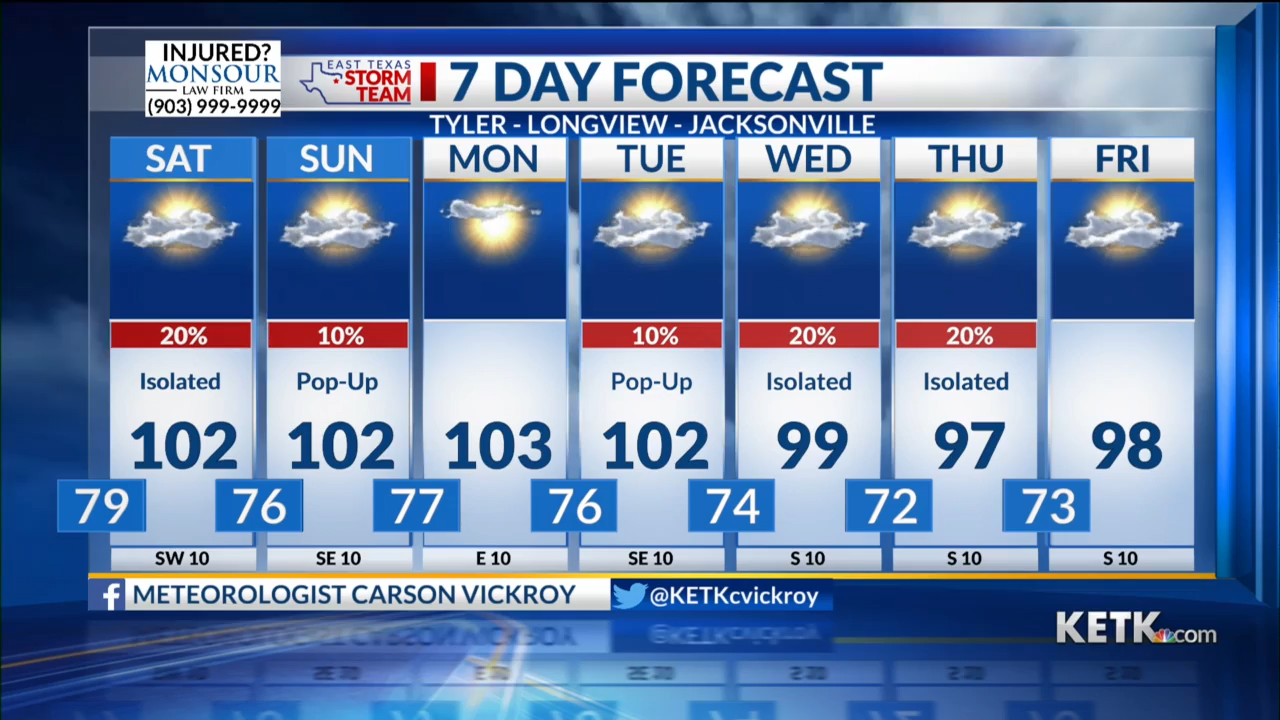 INJURED?
MONSOUR
LAW FIRM
(903) 999-9999
EAST TEXAS
STORM
TEAM
7 DAY FORECAST
TYLER - LONGVIEW - JACKSONVILLE
SAT SUN MON TUE WED THU FRI
20% 10% 10% 20% 20%
Isolated Pop-Up Pop-Up Isolated Isolated
102 102 103 102 99 97 98
79 76 77 76 74 72 73
SW 10 SE 10 E 10 SE 10 S 10 S 10 S 10
f METEOROLOGIST CARSON VICKROY @KETKcvickroy
KETK.com